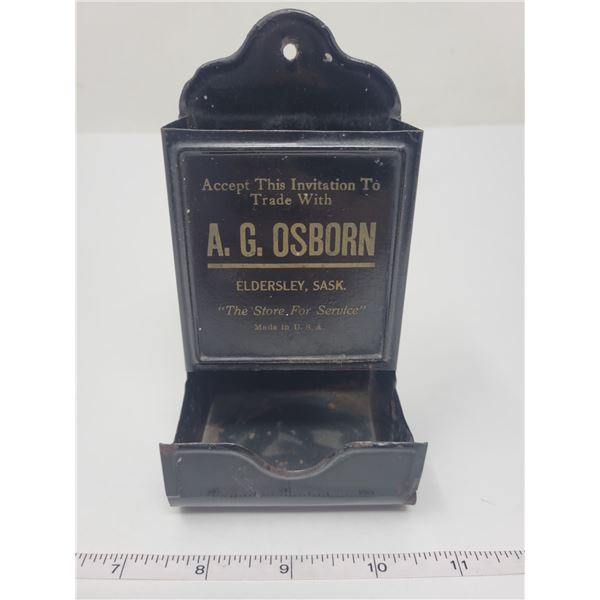 Accept This Invitation To
Trade With
A. G. OSBORN
ELDERSLEY, SASK.
"The Store For Service"
Made in U. S. A.
7 8 9 10 11